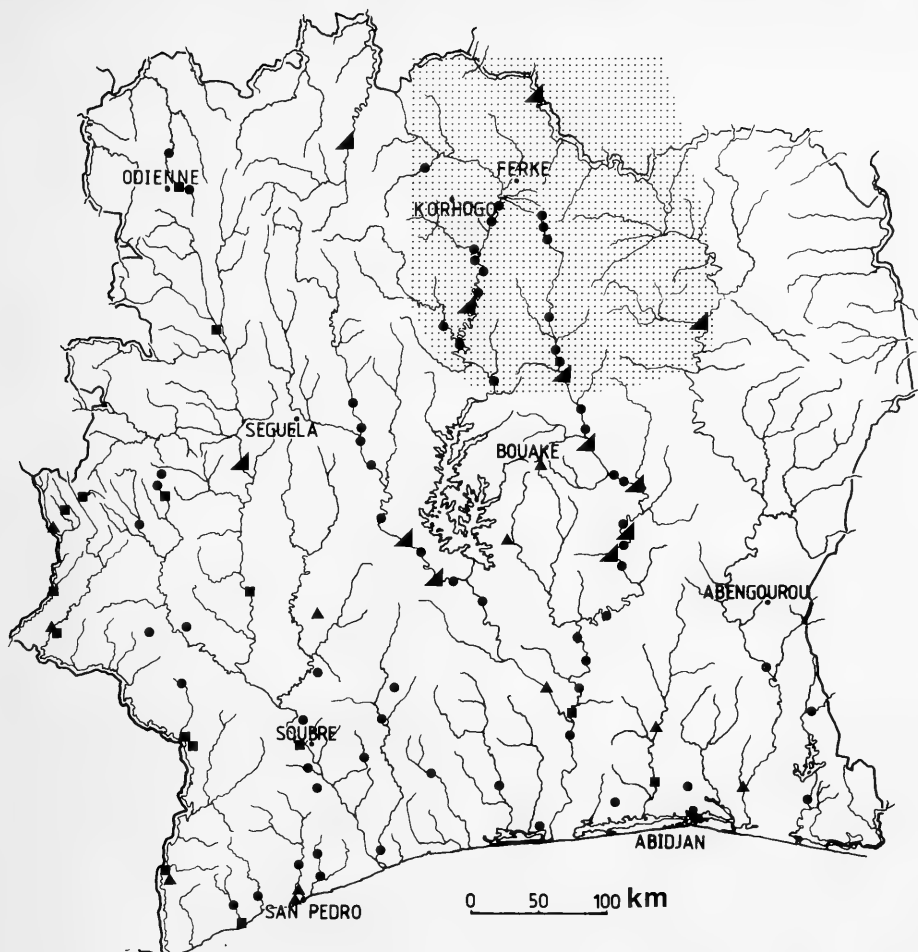 FERKE
ODIENNE
KORHOGO
SEGUELA
BOUAKE
ABENGOUROU
SOUBRE
ABIDJAN
0 50 100 km
SAN PEDRO